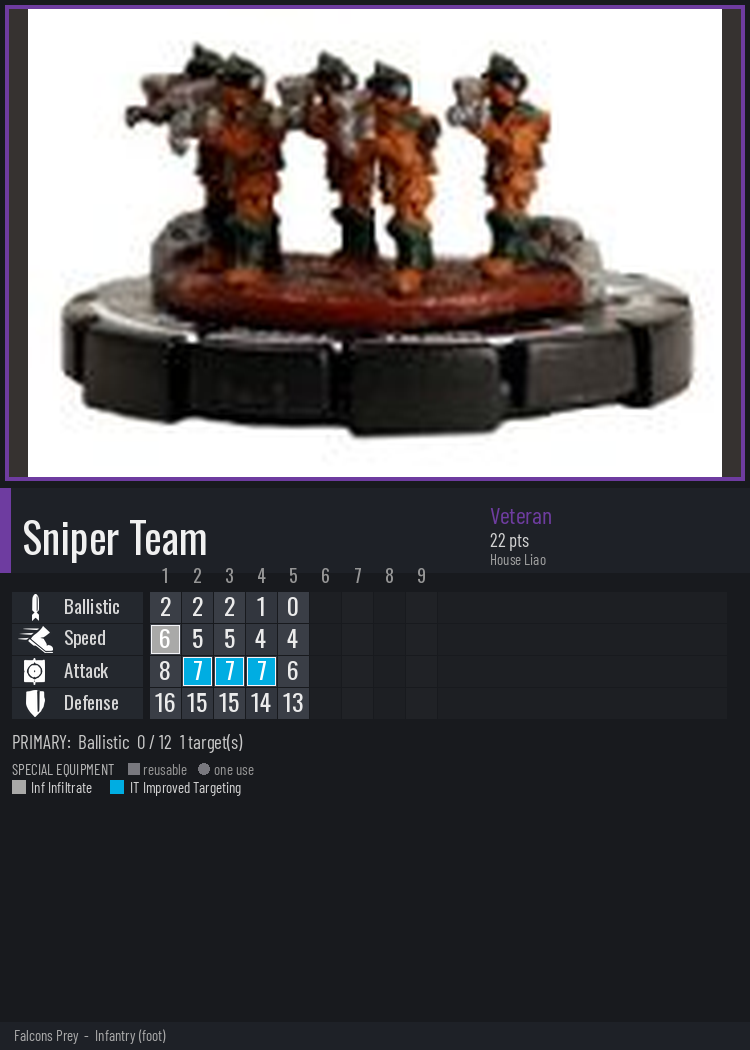 Sniper Team
Veteran
22 pts
House Liao
1 2 3 4 5 6 7 8 9
Ballistic 2 2 2 1 0
Speed 6 5 5 4 4
Attack 8 7 7 7 6
Defense 16 15 15 14 13
PRIMARY: Ballistic 0 / 12 1 target(s)
SPECIAL EQUIPMENT reusable one use
Inf Infiltrate IT Improved Targeting
Falcons Prey - Infantry (foot)